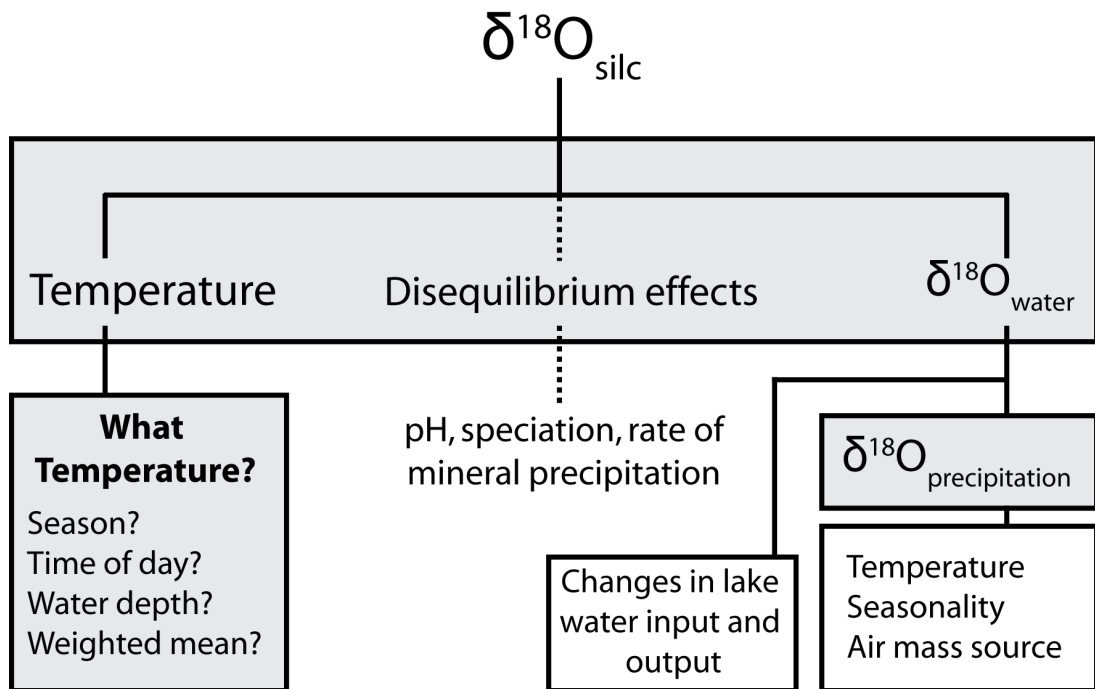 δ¹⁸Osilc
Temperature
Disequilibrium effects
δ¹⁸Owater
What
Temperature?
Season?
Time of day?
Water depth?
Weighted mean?
pH, speciation, rate of
mineral precipitation
Changes in lake
water input and
output
δ¹⁸Oprecipitation
Temperature
Seasonality
Air mass source